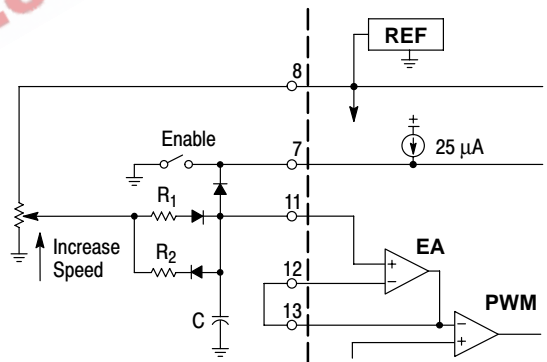 REF
8
Enable
7
25 μA
R1
11
Increase
Speed
EA
R2
12
13
PWM
C